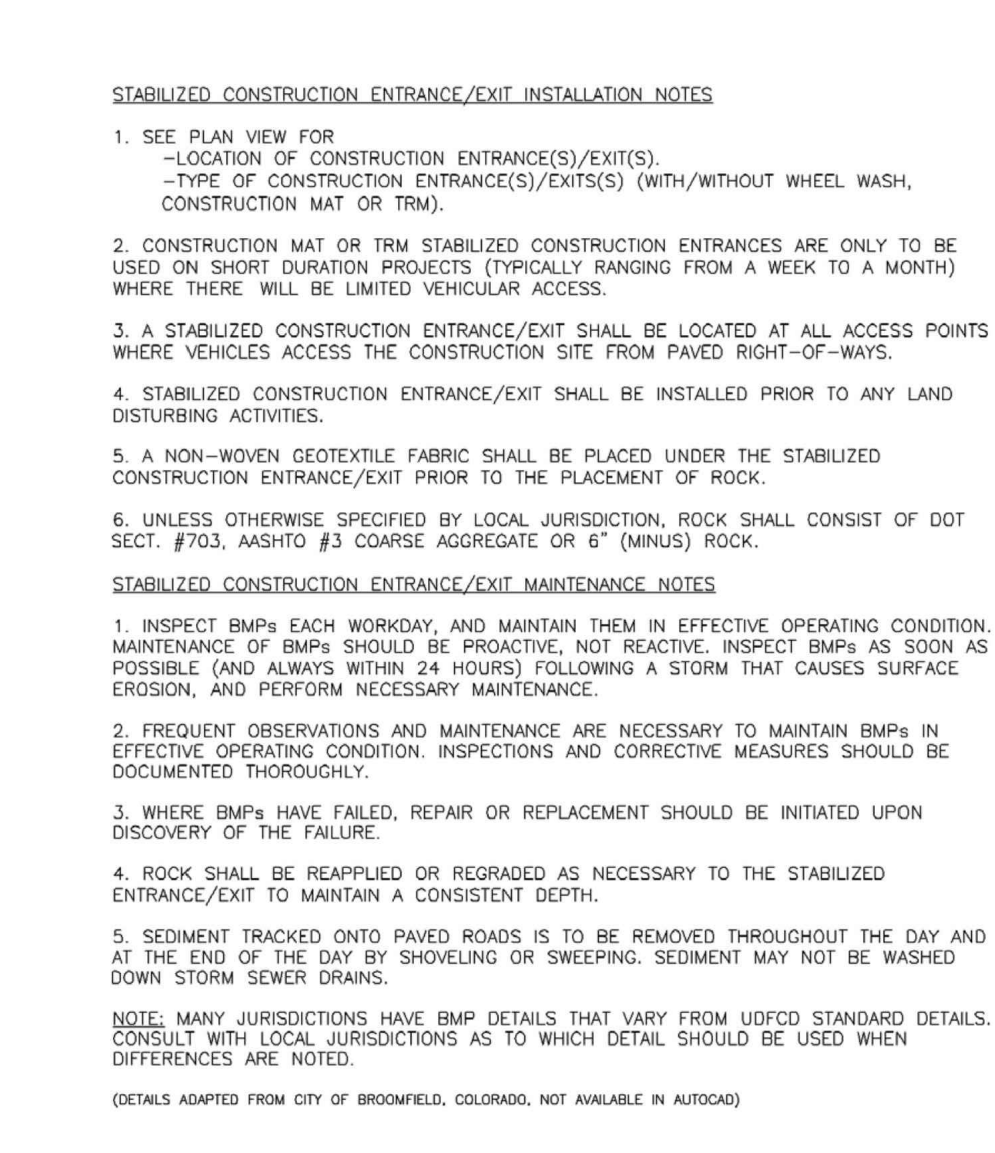 STABILIZED CONSTRUCTION ENTRANCE/EXIT INSTALLATION NOTES
1. SEE PLAN VIEW FOR
–LOCATION OF CONSTRUCTION ENTRANCE(S)/EXIT(S).
–TYPE OF CONSTRUCTION ENTRANCE(S)/EXITS(S) (WITH/WITHOUT WHEEL WASH,
CONSTRUCTION MAT OR TRM).
2. CONSTRUCTION MAT OR TRM STABILIZED CONSTRUCTION ENTRANCES ARE ONLY TO BE
USED ON SHORT DURATION PROJECTS (TYPICALLY RANGING FROM A WEEK TO A MONTH)
WHERE THERE WILL BE LIMITED VEHICULAR ACCESS.
3. A STABILIZED CONSTRUCTION ENTRANCE/EXIT SHALL BE LOCATED AT ALL ACCESS POINTS
WHERE VEHICLES ACCESS THE CONSTRUCTION SITE FROM PAVED RIGHT–OF–WAYS.
4. STABILIZED CONSTRUCTION ENTRANCE/EXIT SHALL BE INSTALLED PRIOR TO ANY LAND
DISTURBING ACTIVITIES.
5. A NON–WOVEN GEOTEXTILE FABRIC SHALL BE PLACED UNDER THE STABILIZED
CONSTRUCTION ENTRANCE/EXIT PRIOR TO THE PLACEMENT OF ROCK.
6. UNLESS OTHERWISE SPECIFIED BY LOCAL JURISDICTION, ROCK SHALL CONSIST OF DOT
SECT. #703, AASHTO #3 COARSE AGGREGATE OR 6" (MINUS) ROCK.
STABILIZED CONSTRUCTION ENTRANCE/EXIT MAINTENANCE NOTES
1. INSPECT BMPs EACH WORKDAY, AND MAINTAIN THEM IN EFFECTIVE OPERATING CONDITION.
MAINTENANCE OF BMPs SHOULD BE PROACTIVE, NOT REACTIVE. INSPECT BMPs AS SOON AS
POSSIBLE (AND ALWAYS WITHIN 24 HOURS) FOLLOWING A STORM THAT CAUSES SURFACE
EROSION, AND PERFORM NECESSARY MAINTENANCE.
2. FREQUENT OBSERVATIONS AND MAINTENANCE ARE NECESSARY TO MAINTAIN BMPs IN
EFFECTIVE OPERATING CONDITION. INSPECTIONS AND CORRECTIVE MEASURES SHOULD BE
DOCUMENTED THOROUGHLY.
3. WHERE BMPs HAVE FAILED, REPAIR OR REPLACEMENT SHOULD BE INITIATED UPON
DISCOVERY OF THE FAILURE.
4. ROCK SHALL BE REAPPLIED OR REGRADED AS NECESSARY TO THE STABILIZED
ENTRANCE/EXIT TO MAINTAIN A CONSISTENT DEPTH.
5. SEDIMENT TRACKED ONTO PAVED ROADS IS TO BE REMOVED THROUGHOUT THE DAY AND
AT THE END OF THE DAY BY SHOVELING OR SWEEPING. SEDIMENT MAY NOT BE WASHED
DOWN STORM SEWER DRAINS.
NOTE: MANY JURISDICTIONS HAVE BMP DETAILS THAT VARY FROM UDFCD STANDARD DETAILS.
CONSULT WITH LOCAL JURISDICTIONS AS TO WHICH DETAIL SHOULD BE USED WHEN
DIFFERENCES ARE NOTED.
(DETAILS ADAPTED FROM CITY OF BROOMFIELD, COLORADO, NOT AVAILABLE IN AUTOCAD)